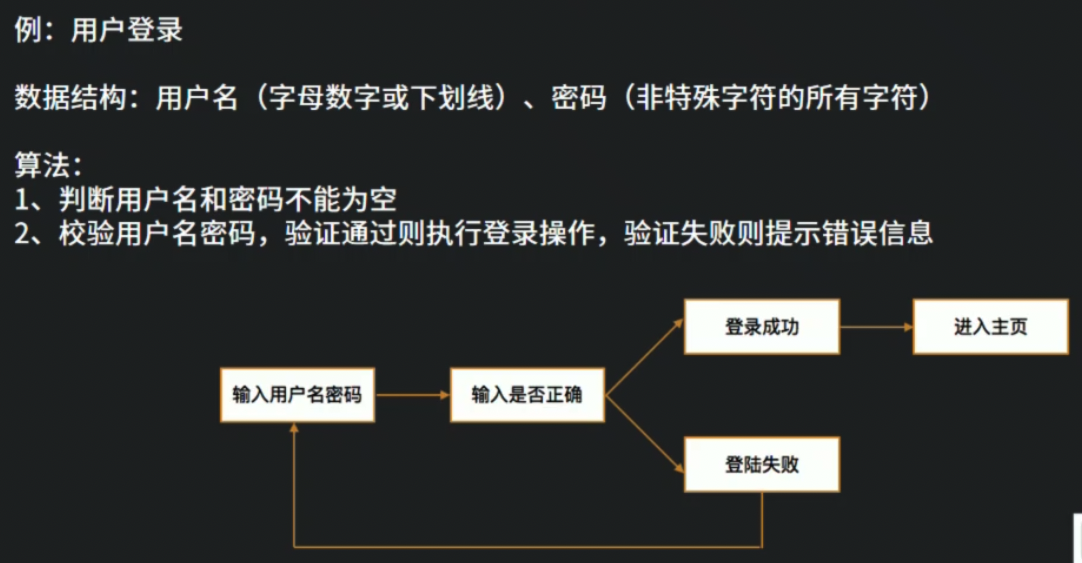 例：用户登录
数据结构：用户名（字母数字或下划线）、密码（非特殊字符的所有字符）
算法：
1、判断用户名和密码不能为空
2、校验用户名密码，验证通过则执行登录操作，验证失败则提示错误信息
登录成功
进入主页
输入用户名密码
输入是否正确
登陆失败